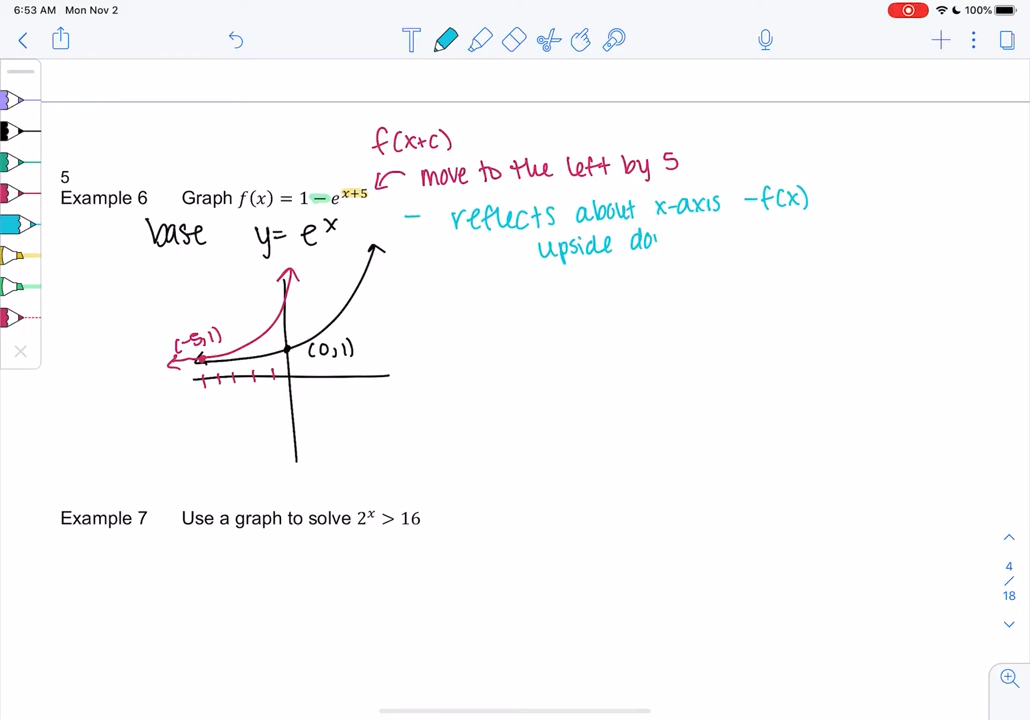 6:53 AM Mon Nov 2
100%
T
f(x+c)
move to the left by 5
5
Example 6 Graph f(x) = 1 − e^{x+5}
- reflects about x-axis -f(x)
base y= e^x
upside do
(-5,1)
(0,1)
Example 7 Use a graph to solve 2^x > 16
4
/
18